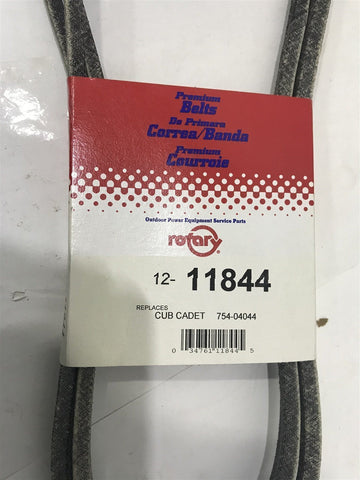 Premium
Belts
De Primera
Correa/Banda
Premium
Courroie
Outdoor Power Equipment Service Parts
rotary
12- 11844
REPLACES
CUB CADET 754-04044
0 34761 11844 5